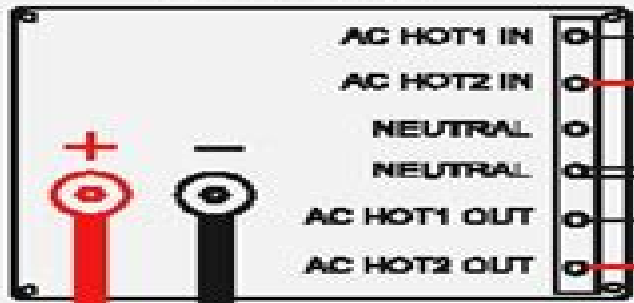 AC HOT1 IN
AC HOT2 IN
NEUTRAL
NEUTRAL
AC HOT1 OUT
AC HOT2 OUT
+ −